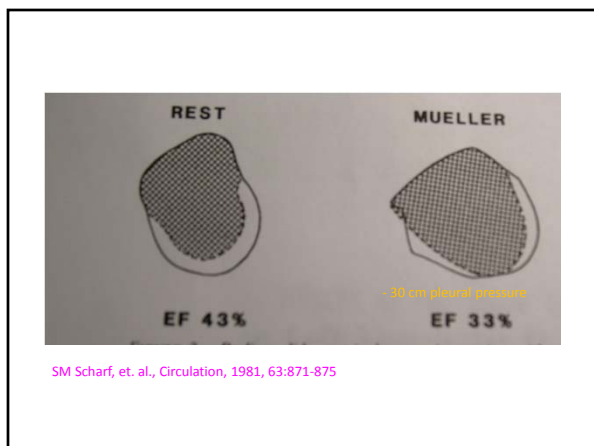 REST
MUELLER
- 30 cm pleural pressure
EF 43%
EF 33%
SM Scharf, et. al., Circulation, 1981, 63:871-875